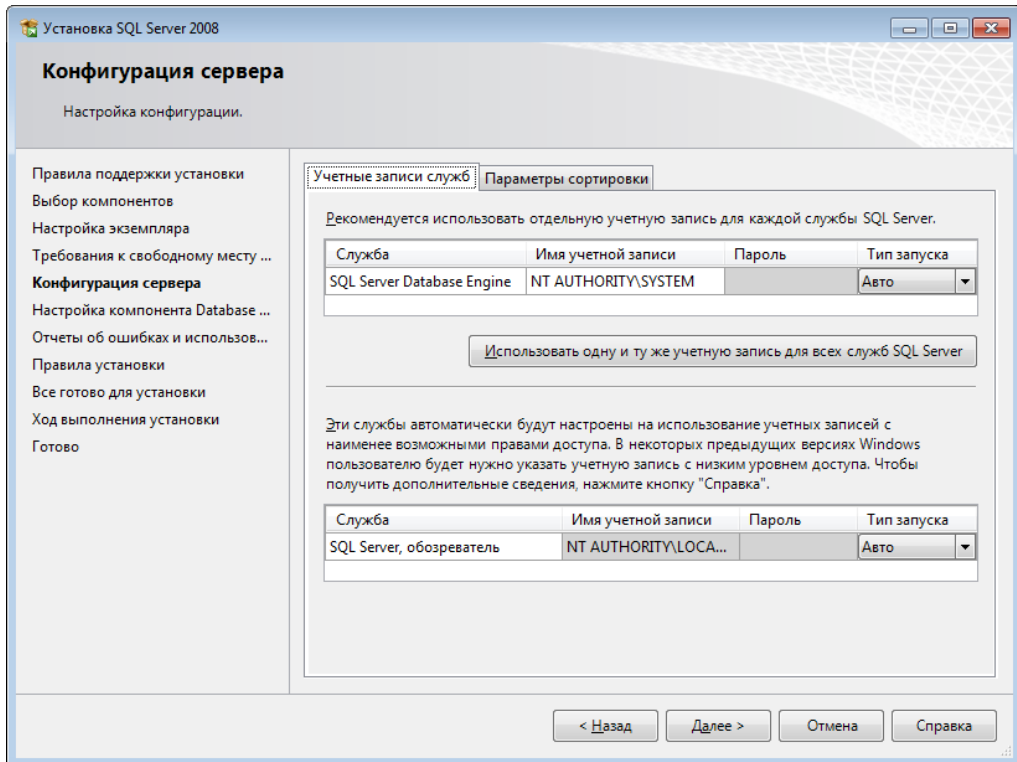 Установка SQL Server 2008
Конфигурация сервера
Настройка конфигурации.
Правила поддержки установки
Выбор компонентов
Настройка экземпляра
Требования к свободному месту ...
Конфигурация сервера
Настройка компонента Database ...
Отчеты об ошибках и использов...
Правила установки
Все готово для установки
Ход выполнения установки
Готово
Учетные записи служб Параметры сортировки
Рекомендуется использовать отдельную учетную запись для каждой службы SQL Server.
Служба Имя учетной записи Пароль Тип запуска
SQL Server Database Engine NT AUTHORITY\SYSTEM Авто
Использовать одну и ту же учетную запись для всех служб SQL Server
Эти службы автоматически будут настроены на использование учетных записей с
наименее возможными правами доступа. В некоторых предыдущих версиях Windows
пользователю будет нужно указать учетную запись с низким уровнем доступа. Чтобы
получить дополнительные сведения, нажмите кнопку "Справка".
Служба Имя учетной записи Пароль Тип запуска
SQL Server, обозреватель NT AUTHORITY\LOCA... Авто
< Назад Далее > Отмена Справка